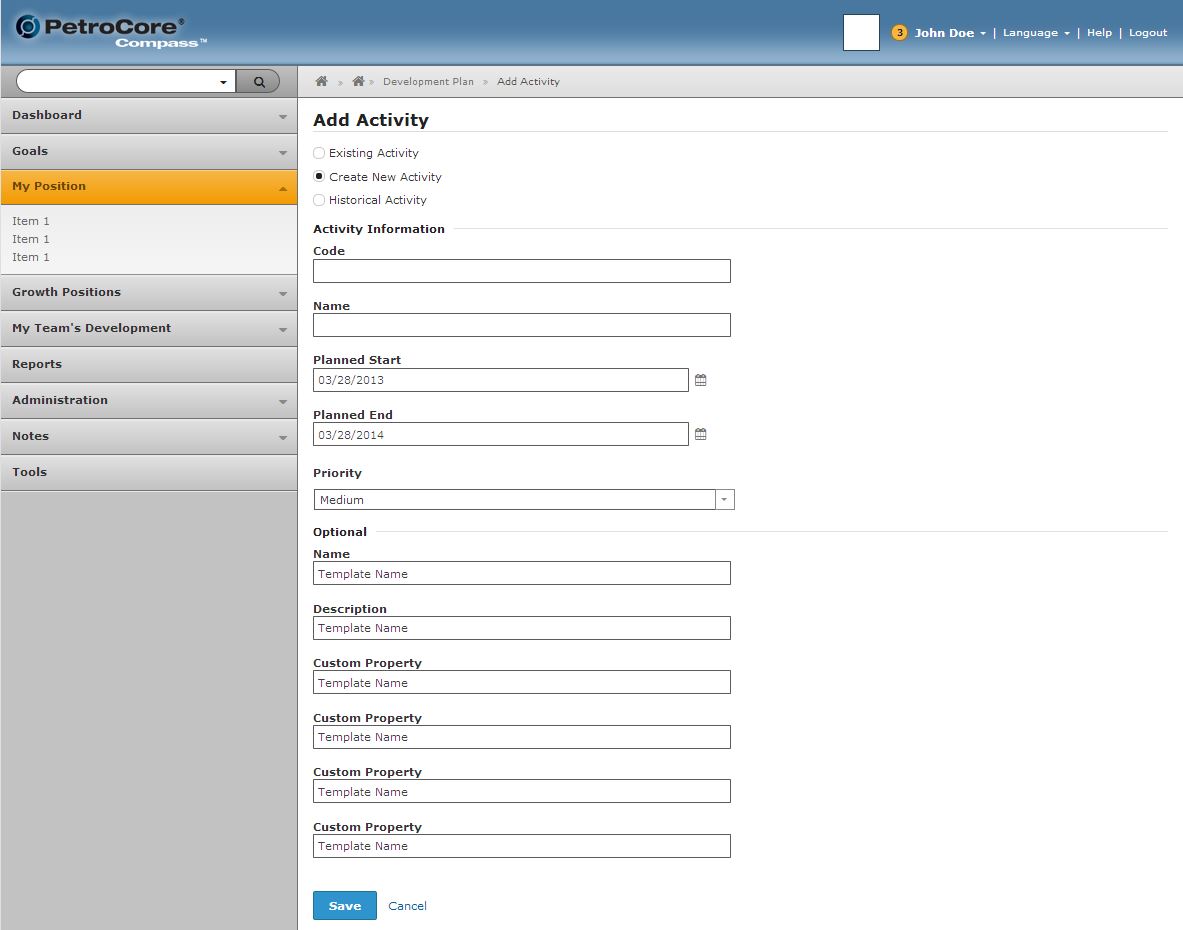 PetroCore®
Compass™
3 John Doe | Language | Help | Logout
» » Development Plan » Add Activity
Dashboard
Goals
My Position
Item 1
Item 1
Item 1
Growth Positions
My Team's Development
Reports
Administration
Notes
Tools
Add Activity
Existing Activity
Create New Activity
Historical Activity
Activity Information
Code
Name
Planned Start
03/28/2013
Planned End
03/28/2014
Priority
Medium
Optional
Name
Template Name
Description
Template Name
Custom Property
Template Name
Custom Property
Template Name
Custom Property
Template Name
Custom Property
Template Name
Save Cancel